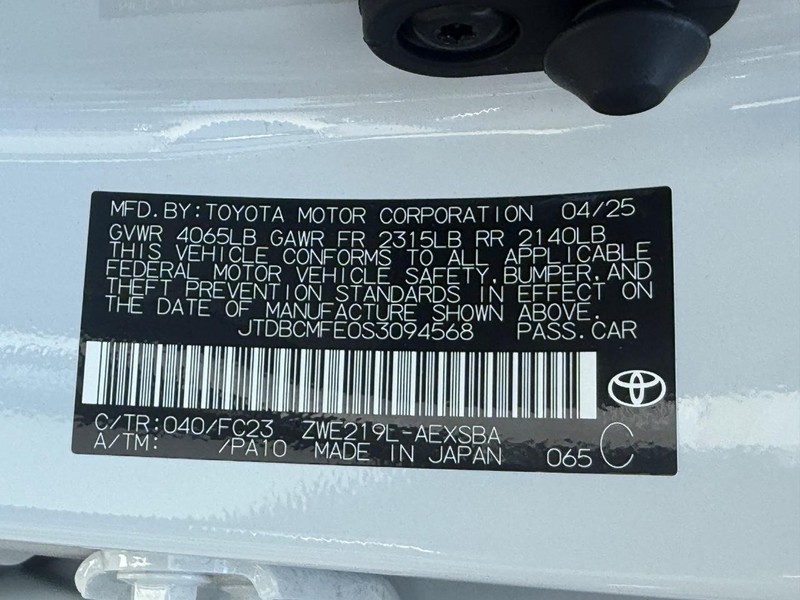 MFD.BY:TOYOTA MOTOR CORPORATION 04/25
GVWR 4065LB GAWR FR 2315LB RR 2140LB
THIS VEHICLE CONFORMS TO ALL APPLICABLE
FEDERAL MOTOR VEHICLE SAFETY,BUMPER,AND
THEFT PREVENTION STANDARDS IN EFFECT ON
THE DATE OF MANUFACTURE SHOWN ABOVE.
JTDBCMFE0S3094568 PASS.CAR
C/TR:040/FC23 ZWE219L-AEXSBA
A/TM: /PA10 MADE IN JAPAN 065 C